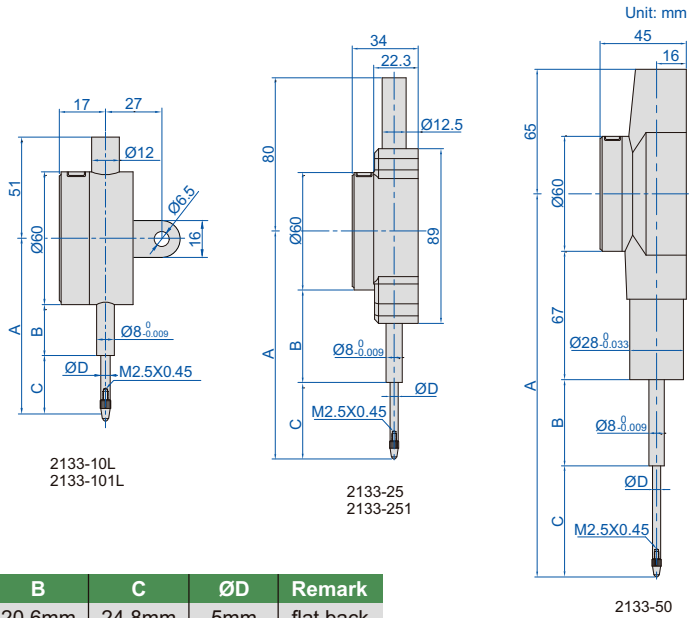 Unit: mm
17
27
51
Ø12
Ø6.5
Ø60
16
A
B
Ø8 0 -0.009
C
ØD
M2.5X0.45
2133-10L
2133-101L
34
22.3
80
Ø12.5
Ø60
89
A
B
Ø8 0 -0.009
ØD
C
M2.5X0.45
2133-25
2133-251
45
16
65
Ø60
67
Ø28 0 -0.033
A
B
Ø8 0 -0.009
ØD
C
M2.5X0.45
2133-50
B C ØD Remark